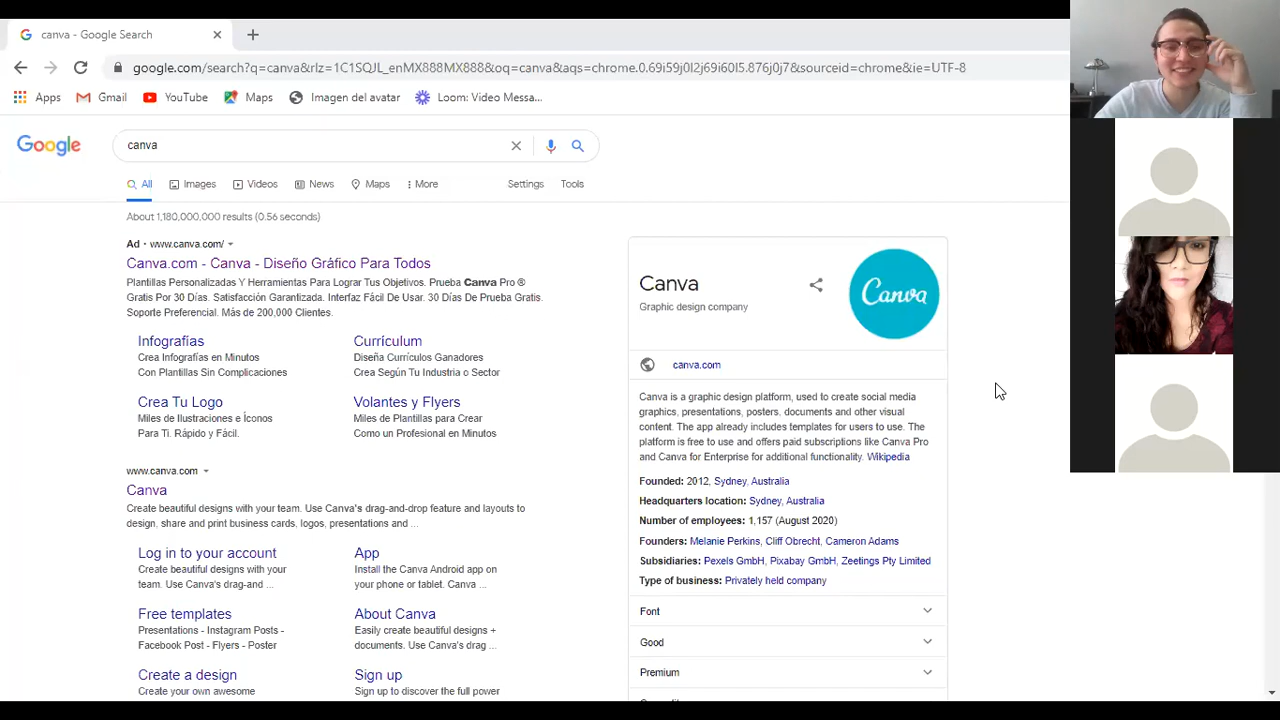 canva - Google Search
google.com/search?q=canva&rlz=1C1SQJL_enMX888MX888&oq=canva&aqs=chrome.0.69i59j0l2j69i60l5.876j0j7&sourceid=chrome&ie=UTF-8
Apps Gmail YouTube Maps Imagen del avatar Loom: Video Messa...
Google
canva
All Images Videos News Maps More Settings Tools
About 1,180,000,000 results (0.56 seconds)
Ad · www.canva.com/
Canva.com - Canva - Diseño Gráfico Para Todos
Plantillas Personalizadas Y Herramientas Para Lograr Tus Objetivos. Prueba Canva Pro ®
Gratis Por 30 Días. Satisfacción Garantizada. Interfaz Fácil De Usar. 30 Días De Prueba Gratis.
Soporte Preferencial. Más de 200,000 Clientes.
Infografías
Crea Infografías en Minutos
Con Plantillas Sin Complicaciones
Currículum
Diseña Currículos Ganadores
Crea Según Tu Industria o Sector
Crea Tu Logo
Miles de Ilustraciones e Íconos
Para Ti. Rápido y Fácil.
Volantes y Flyers
Miles de Plantillas para Crear
Como un Profesional en Minutos
www.canva.com
Canva
Create beautiful designs with your team. Use Canva's drag-and-drop feature and layouts to
design, share and print business cards, logos, presentations and ...
Log in to your account
Create beautiful designs with your
team. Use Canva's drag-and ...
App
Install the Canva Android app on
your phone or tablet. Canva ...
Free templates
Presentations - Instagram Posts -
Facebook Post - Flyers - Poster
About Canva
Easily create beautiful designs +
documents. Use Canva's drag ...
Create a design
Create your own awesome
Sign up
Sign up to discover the full power
Canva
Graphic design company
Canva
canva.com
Canva is a graphic design platform, used to create social media
graphics, presentations, posters, documents and other visual
content. The app already includes templates for users to use. The
platform is free to use and offers paid subscriptions like Canva Pro
and Canva for Enterprise for additional functionality. Wikipedia
Founded: 2012, Sydney, Australia
Headquarters location: Sydney, Australia
Number of employees: 1,157 (August 2020)
Founders: Melanie Perkins, Cliff Obrecht, Cameron Adams
Subsidiaries: Pexels GmbH, Pixabay GmbH, Zeetings Pty Limited
Type of business: Privately held company
Font
Good
Premium